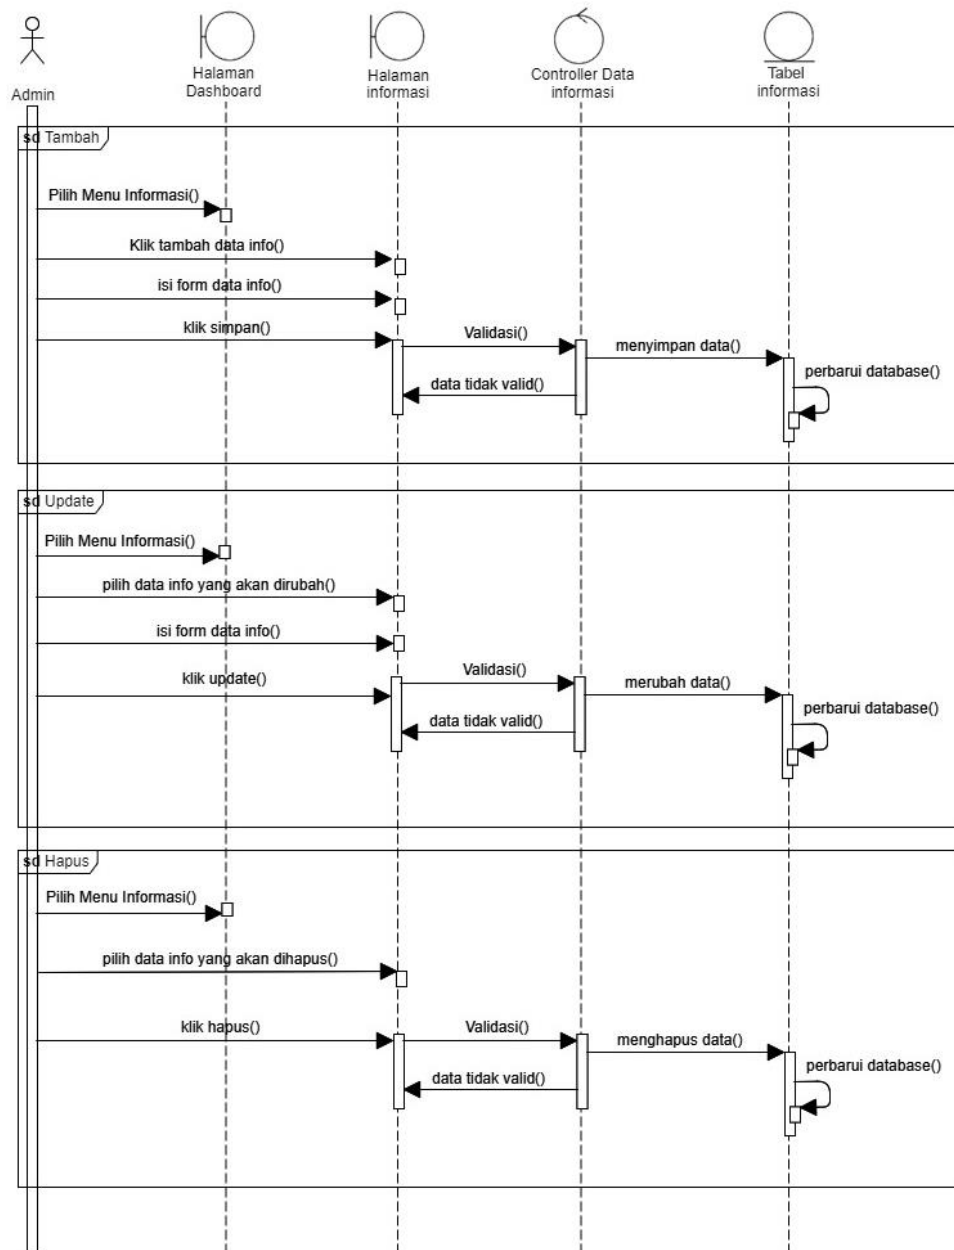 Admin
Halaman
Dashboard
Halaman
informasi
Controller Data
informasi
Tabel
informasi
sd Tambah
Pilih Menu Informasi()
Klik tambah data info()
isi form data info()
klik simpan()
Validasi()
menyimpan data()
perbarui database()
data tidak valid()
sd Update
Pilih Menu Informasi()
pilih data info yang akan dirubah()
isi form data info()
klik update()
Validasi()
merubah data()
perbarui database()
data tidak valid()
sd Hapus
Pilih Menu Informasi()
pilih data info yang akan dihapus()
klik hapus()
Validasi()
menghapus data()
perbarui database()
data tidak valid()